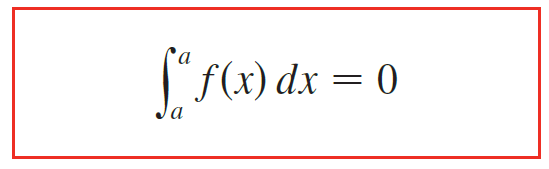 ∫ₐᵃ f(x) dx = 0